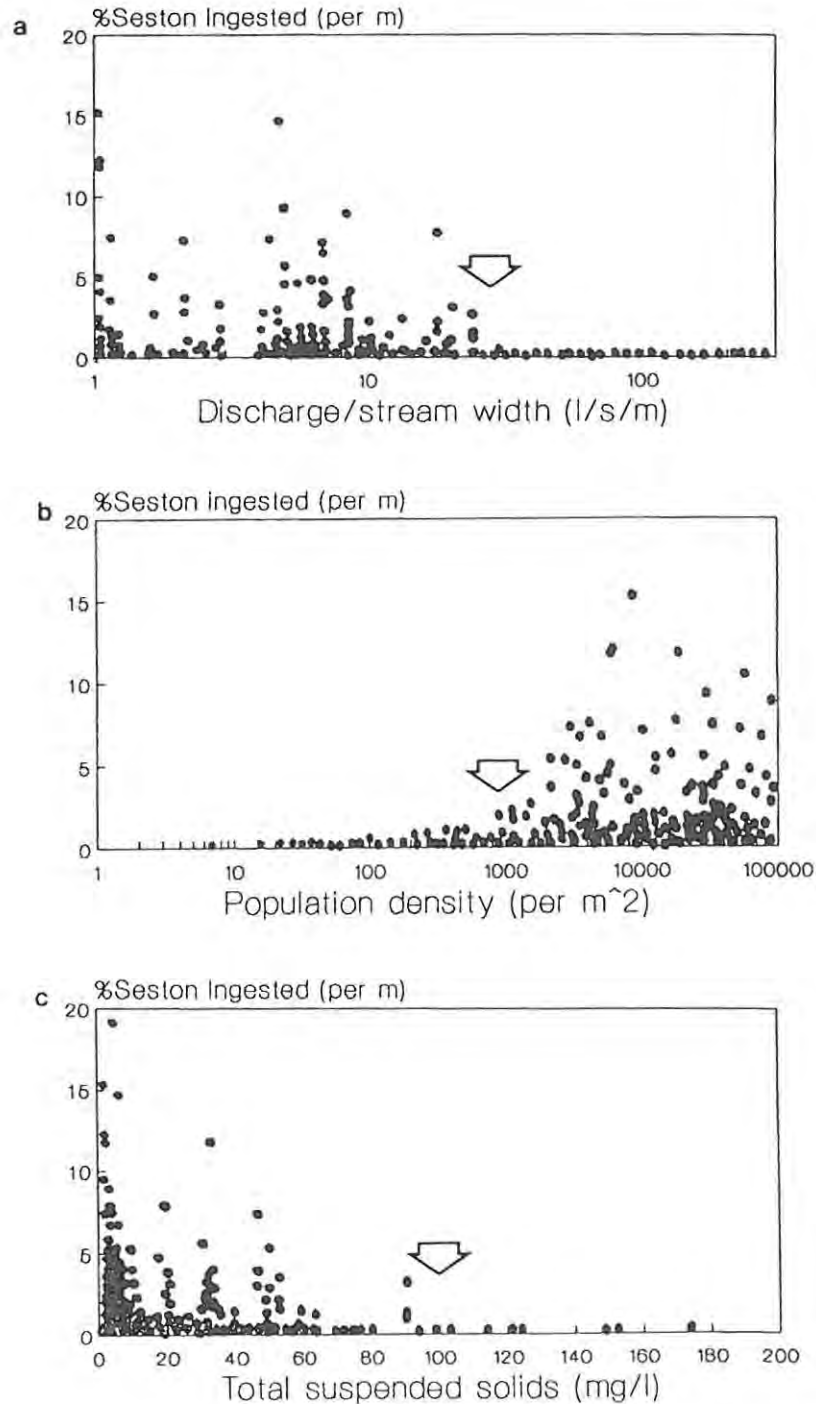 a
%Seston Ingested (per m)
20
15
10
5
0
1 10 100
Discharge/stream width (l/s/m)
b
%Seston ingested (per m)
20
15
10
5
0
1 10 100 1000 10000 100000
Population density (per m^2)
c
%Seston Ingested (per m)
20
15
10
5
0
0 20 40 60 80 100 120 140 160 180 200
Total suspended solids (mg/l)